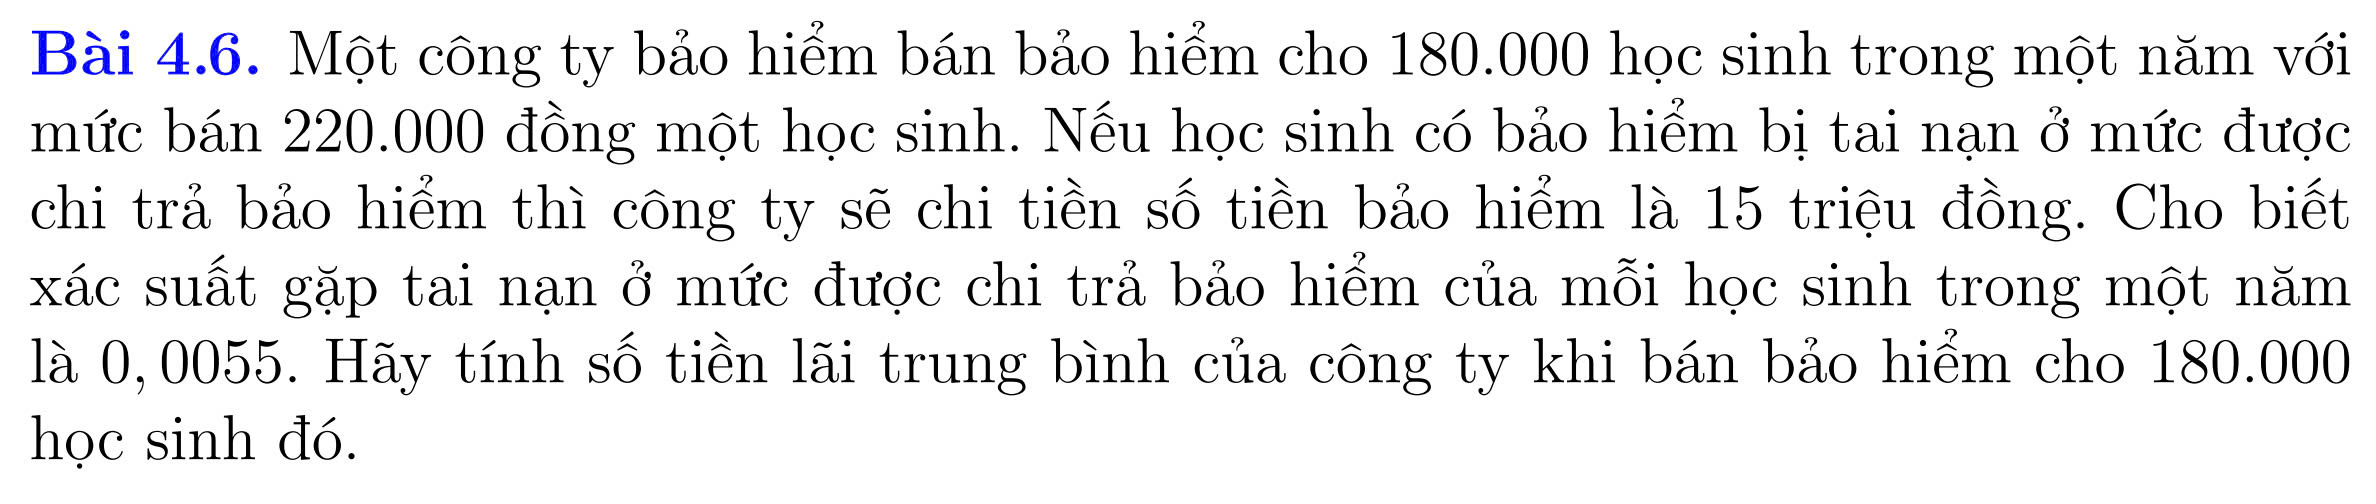 Bài 4.6. Một công ty bảo hiểm bán bảo hiểm cho 180.000 học sinh trong một năm với
mức bán 220.000 đồng một học sinh. Nếu học sinh có bảo hiểm bị tai nạn ở mức được
chi trả bảo hiểm thì công ty sẽ chi tiền số tiền bảo hiểm là 15 triệu đồng. Cho biết
xác suất gặp tai nạn ở mức được chi trả bảo hiểm của mỗi học sinh trong một năm
là 0,0055. Hãy tính số tiền lãi trung bình của công ty khi bán bảo hiểm cho 180.000
học sinh đó.